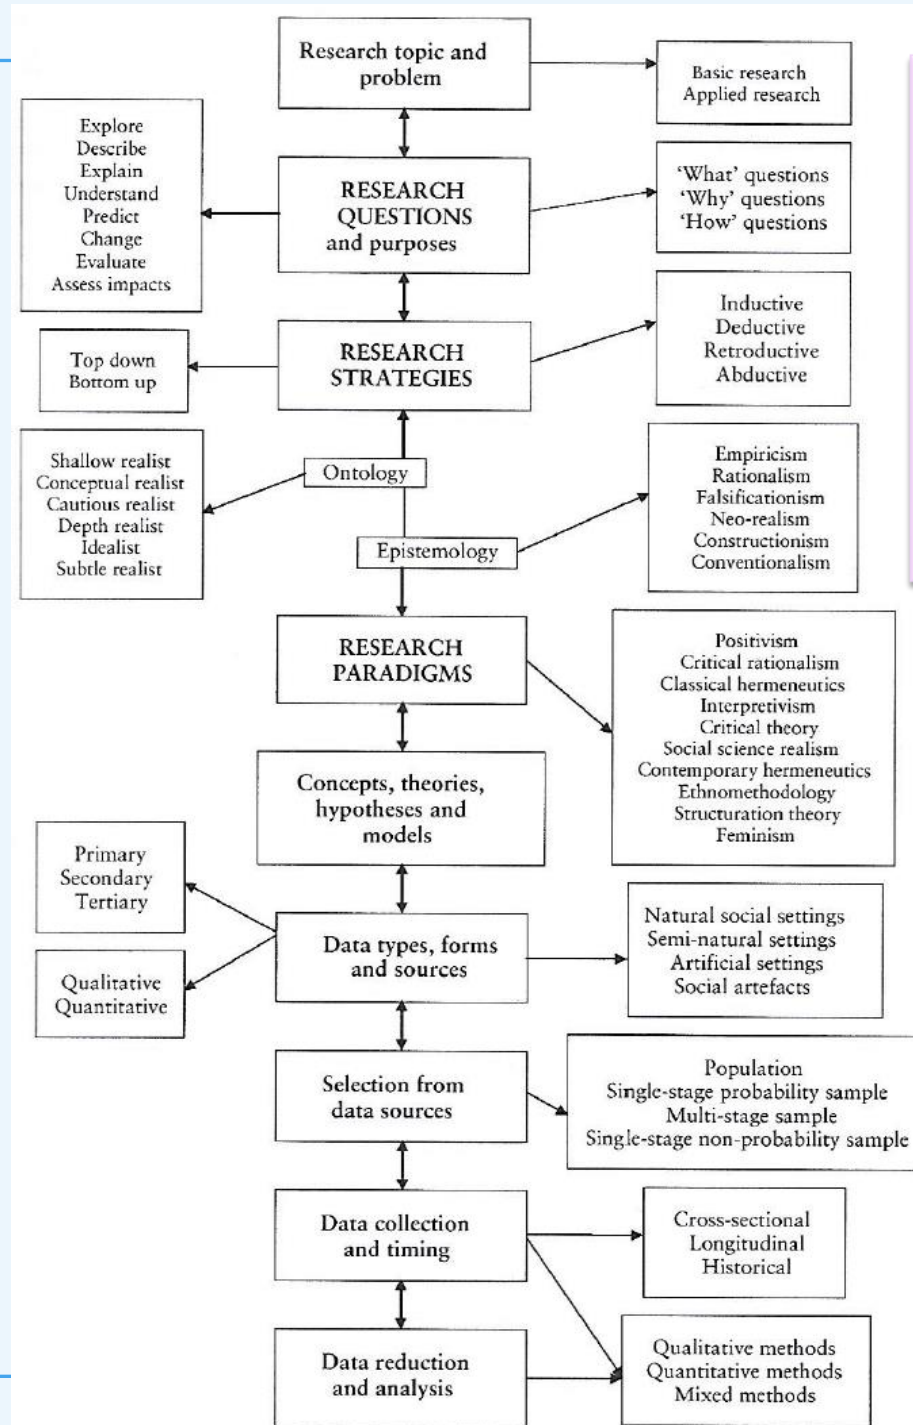 Research topic and
problem
Basic research
Applied research
Explore
Describe
Explain
Understand
Predict
Change
Evaluate
Assess impacts
RESEARCH
QUESTIONS
and purposes
‘What’ questions
‘Why’ questions
‘How’ questions
Top down
Bottom up
RESEARCH
STRATEGIES
Inductive
Deductive
Retroductive
Abductive
Shallow realist
Conceptual realist
Cautious realist
Depth realist
Idealist
Subtle realist
Ontology
Epistemology
Empiricism
Rationalism
Falsificationism
Neo-realism
Constructionism
Conventionalism
RESEARCH
PARADIGMS
Positivism
Critical rationalism
Classical hermeneutics
Interpretivism
Critical theory
Social science realism
Contemporary hermeneutics
Ethnomethodology
Structuration theory
Feminism
Concepts, theories,
hypotheses and
models
Primary
Secondary
Tertiary
Qualitative
Quantitative
Data types, forms
and sources
Natural social settings
Semi-natural settings
Artificial settings
Social artefacts
Selection from
data sources
Population
Single-stage probability sample
Multi-stage sample
Single-stage non-probability sample
Data collection
and timing
Cross-sectional
Longitudinal
Historical
Data reduction
and analysis
Qualitative methods
Quantitative methods
Mixed methods